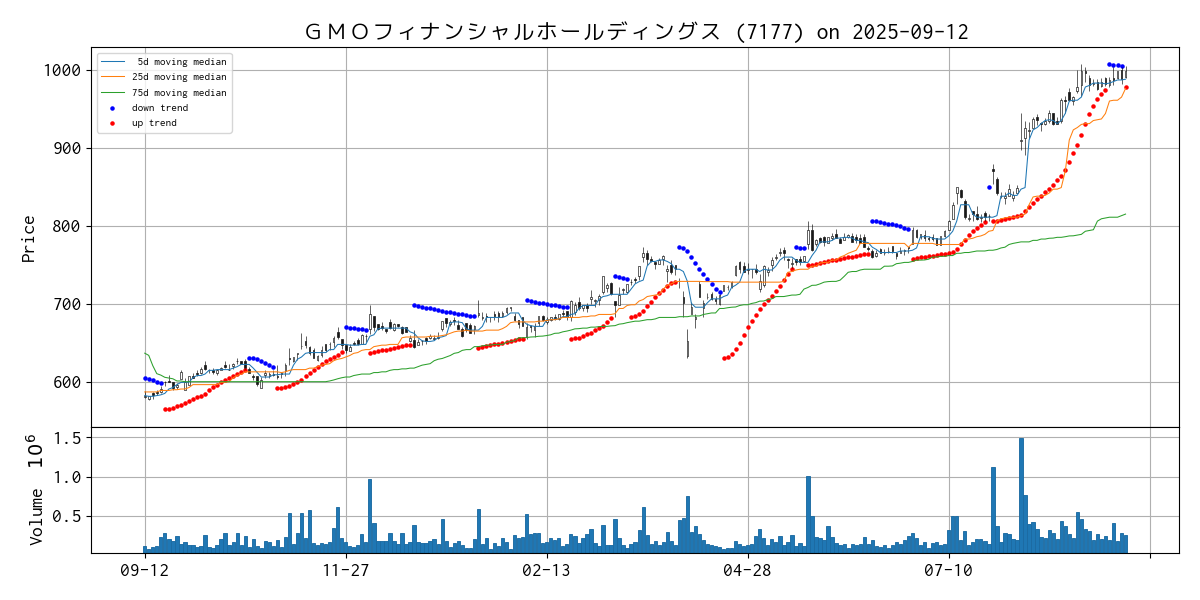 ＧＭＯフィナンシャルホールディングス (7177) on 2025-09-12
5d moving median
25d moving median
75d moving median
down trend
up trend
Price
1000
900
800
700
600
Volume 10⁶
1.5
1.0
0.5
09-12
11-27
02-13
04-28
07-10